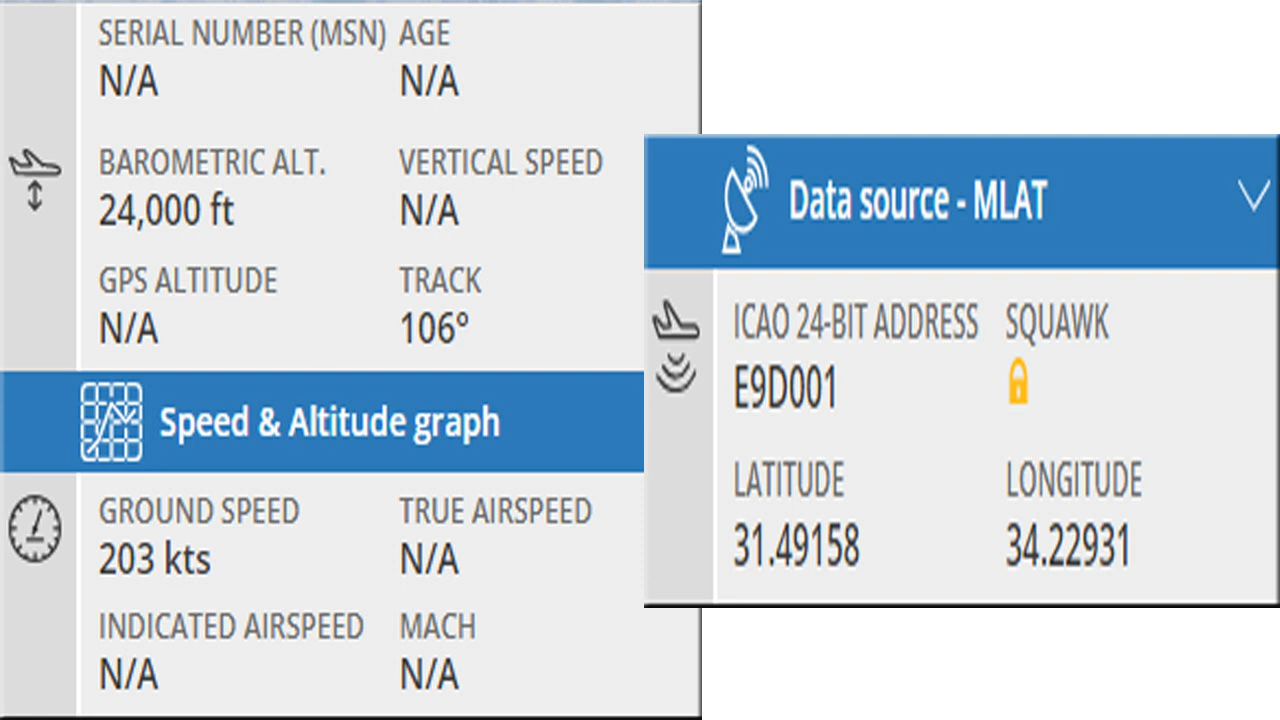 SERIAL NUMBER (MSN) AGE
N/A N/A
BAROMETRIC ALT. VERTICAL SPEED
24,000 ft N/A
GPS ALTITUDE TRACK
N/A 106°
Speed & Altitude graph
GROUND SPEED TRUE AIRSPEED
203 kts N/A
INDICATED AIRSPEED MACH
N/A N/A
Data source - MLAT
ICAO 24-BIT ADDRESS SQUAWK
E9D001
LATITUDE LONGITUDE
31.49158 34.22931